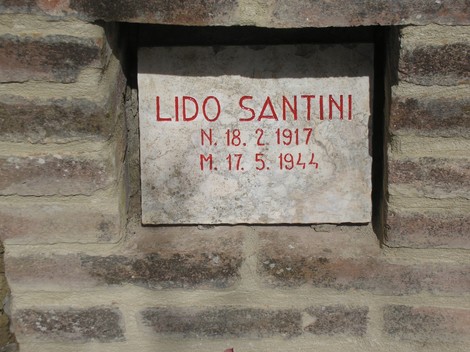 LIDO SANTINI
N. 18. 2. 1917
M. 17. 5. 1944